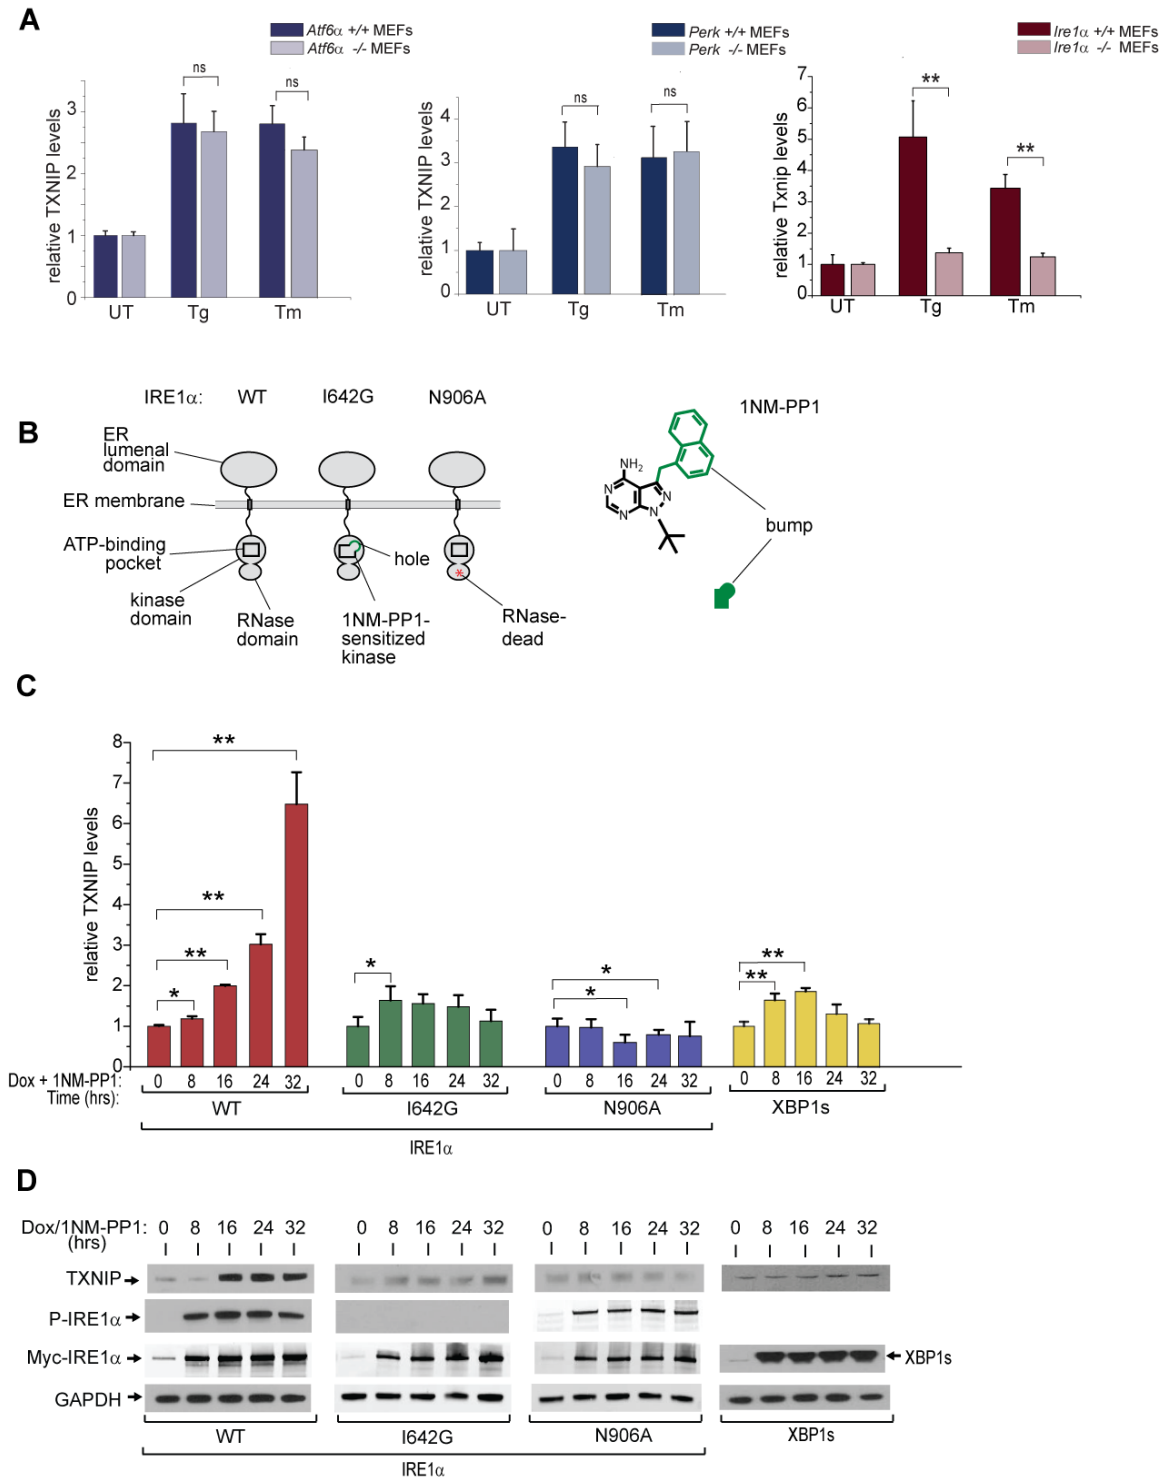 A
Atf6α +/+ MEFs
Atf6α -/- MEFs
Perk +/+ MEFs
Perk -/- MEFs
Ire1α +/+ MEFs
Ire1α -/- MEFs
relative TXNIP levels
3
2
1
0
ns
ns
UT Tg Tm
relative TXNIP levels
4
3
2
1
0
ns
ns
UT Tg Tm
relative Txnip levels
7
6
5
4
3
2
1
0
**
**
UT Tg Tm
B
IRE1α: WT I642G N906A
ER
lumenal
domain
ER membrane
ATP-binding
pocket
kinase
domain
RNase
domain
hole
1NM-PP1-
sensitized
kinase
*
RNase-
dead
1NM-PP1
NH2
N
N
N
N
bump
C
relative TXNIP levels
8
7
6
5
4
3
2
1
0
**
**
**
*
*
*
*
**
**
Dox + 1NM-PP1:
Time (hrs):
0 8 16 24 32
0 8 16 24 32
0 8 16 24 32
0 8 16 24 32
WT I642G N906A XBP1s
IRE1α
D
Dox/1NM-PP1:
(hrs)
0 8 16 24 32
0 8 16 24 32
0 8 16 24 32
0 8 16 24 32
TXNIP
P-IRE1α
Myc-IRE1α
XBP1s
GAPDH
WT I642G N906A XBP1s
IRE1α